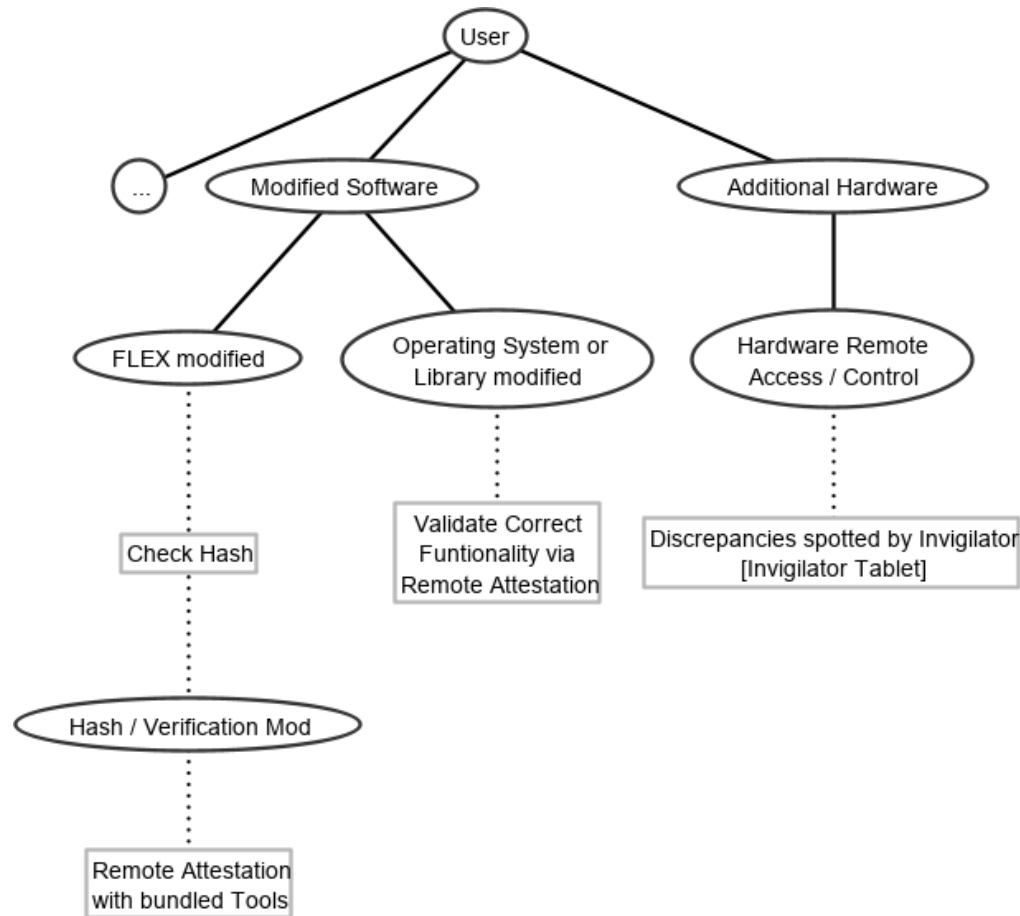 User
...
Modified Software
Additional Hardware
FLEX modified
Operating System or
Library modified
Hardware Remote
Access / Control
Check Hash
Validate Correct
Funtionality via
Remote Attestation
Discrepancies spotted by Invigilator
[Invigilator Tablet]
Hash / Verification Mod
Remote Attestation
with bundled Tools